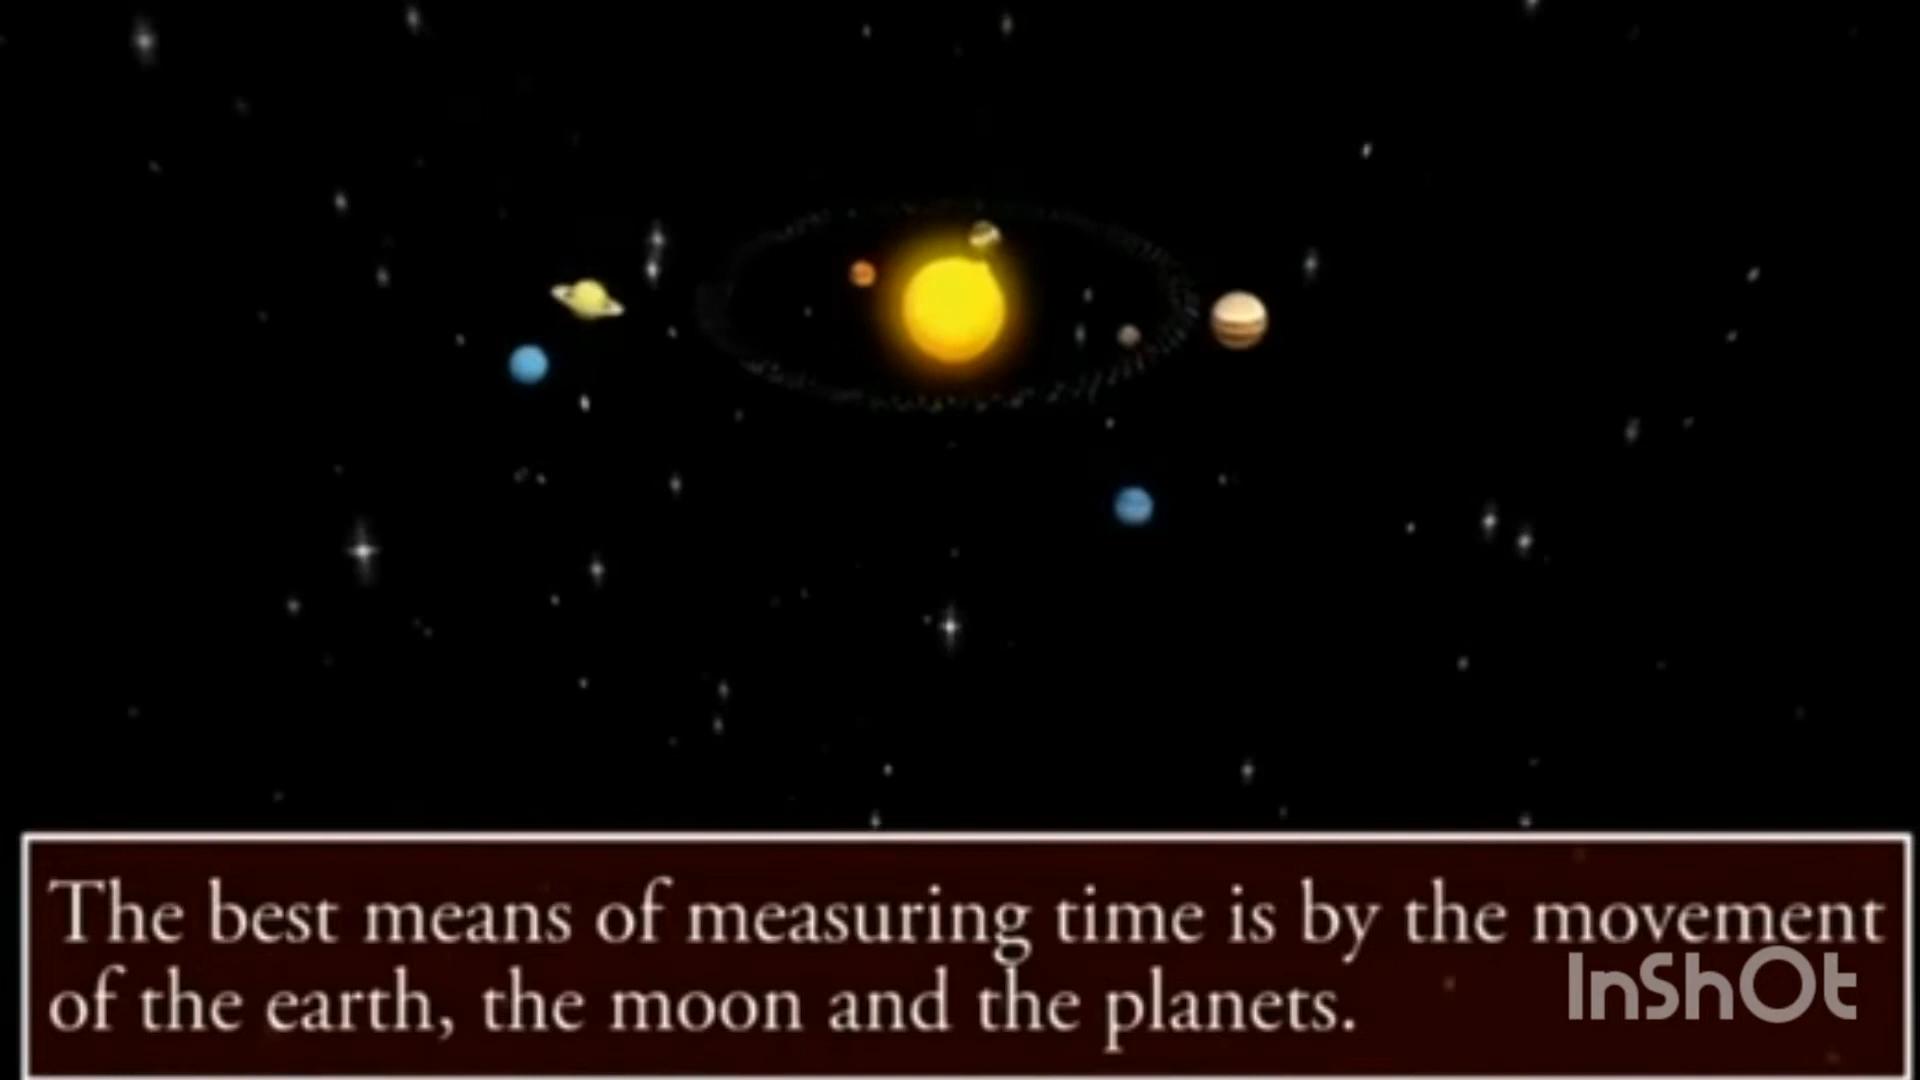 The best means of measuring time is by the movement
of the earth, the moon and the planets.
InShOt